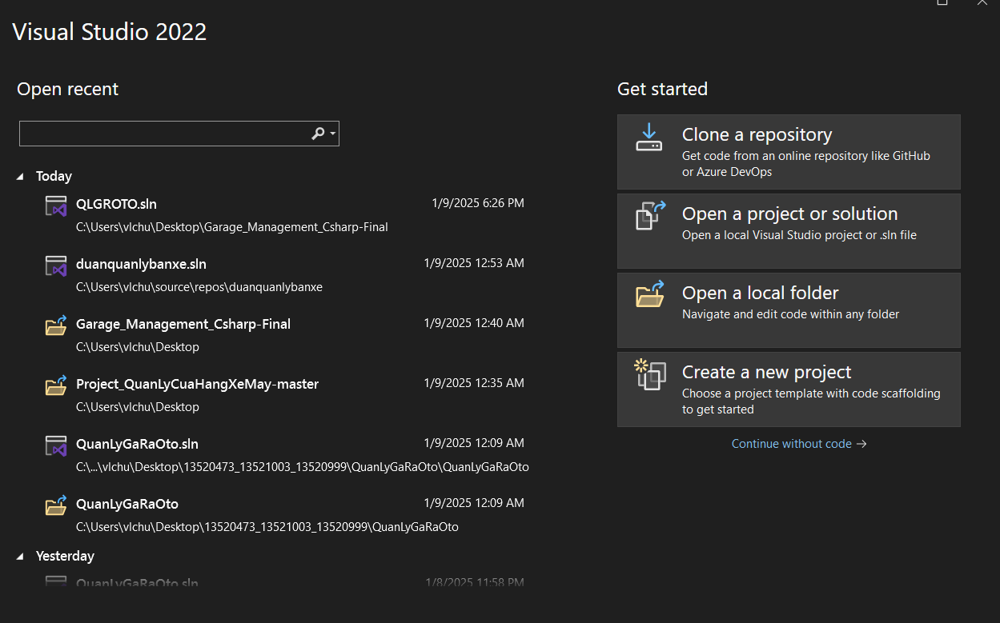 Visual Studio 2022
Open recent
Today
QLGROTO.sln 1/9/2025 6:26 PM
C:\Users\vlchu\Desktop\Garage_Management_Csharp-Final
duanquanlybanxe.sln 1/9/2025 12:53 AM
C:\Users\vlchu\source\repos\duanquanlybanxe
Garage_Management_Csharp-Final 1/9/2025 12:40 AM
C:\Users\vlchu\Desktop
Project_QuanLyCuaHangXeMay-master 1/9/2025 12:35 AM
C:\Users\vlchu\Desktop
QuanLyGaRaOto.sln 1/9/2025 12:09 AM
C:\...\vlchu\Desktop\13520473_13521003_13520999\QuanLyGaRaOto\QuanLyGaRaOto
QuanLyGaRaOto 1/9/2025 12:09 AM
C:\Users\vlchu\Desktop\13520473_13521003_13520999\QuanLyGaRaOto
Yesterday
QuanLyGaRaOto.sln 1/8/2025 11:58 PM
Get started
Clone a repository
Get code from an online repository like GitHub
or Azure DevOps
Open a project or solution
Open a local Visual Studio project or .sln file
Open a local folder
Navigate and edit code within any folder
Create a new project
Choose a project template with code scaffolding
to get started
Continue without code →